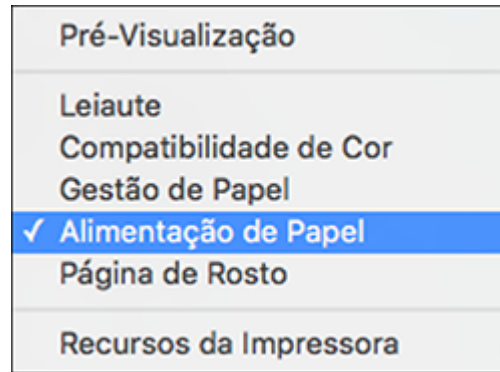 Pré-Visualização
Leiaute
Compatibilidade de Cor
Gestão de Papel
✓ Alimentação de Papel
Página de Rosto
Recursos da Impressora